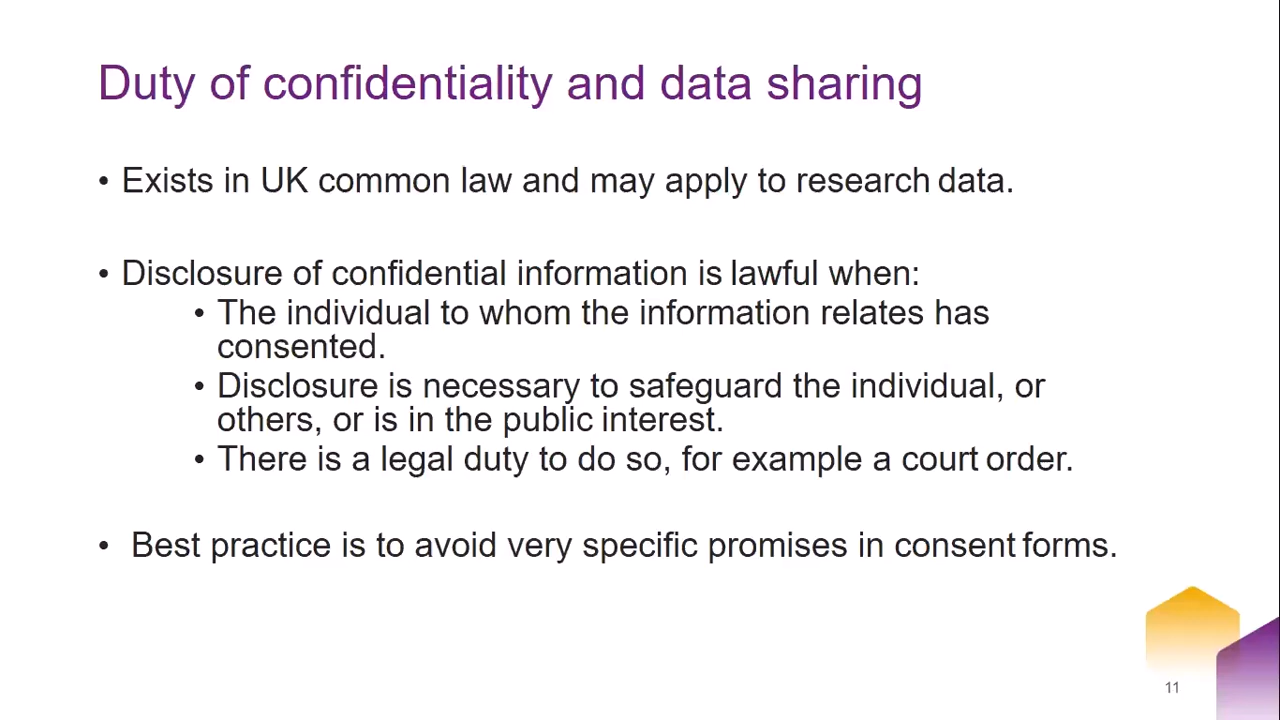 Duty of confidentiality and data sharing
• Exists in UK common law and may apply to research data.
• Disclosure of confidential information is lawful when:
• The individual to whom the information relates has
consented.
• Disclosure is necessary to safeguard the individual, or
others, or is in the public interest.
• There is a legal duty to do so, for example a court order.
• Best practice is to avoid very specific promises in consent forms.
11